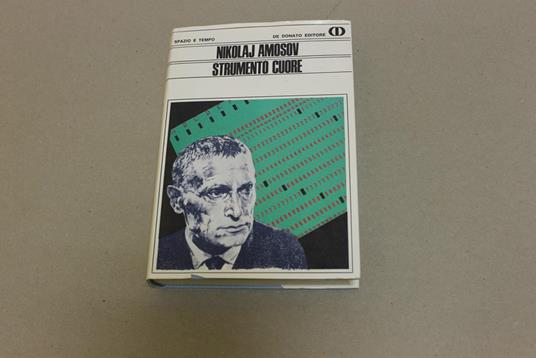 SPAZIO E TEMPO
DE DONATO EDITORE
NIKOLAJ AMOSOV
STRUMENTO CUORE